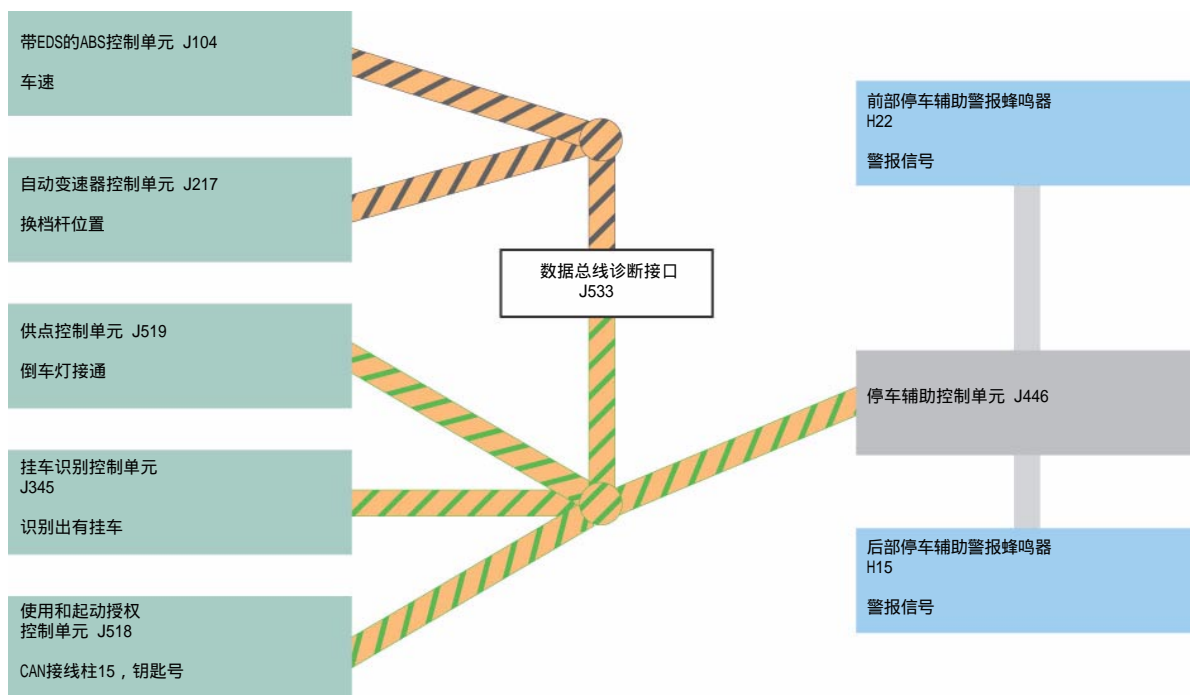 带EDS的ABS控制单元 J104
车速
自动变速器控制单元 J217
换档杆位置
供点控制单元 J519
倒车灯接通
挂车识别控制单元
J345
识别出有挂车
使用和起动授权
控制单元 J518
CAN接线柱15，钥匙号
数据总线诊断接口
J533
前部停车辅助警报蜂鸣器
H22
警报信号
停车辅助控制单元 J446
后部停车辅助警报蜂鸣器
H15
警报信号